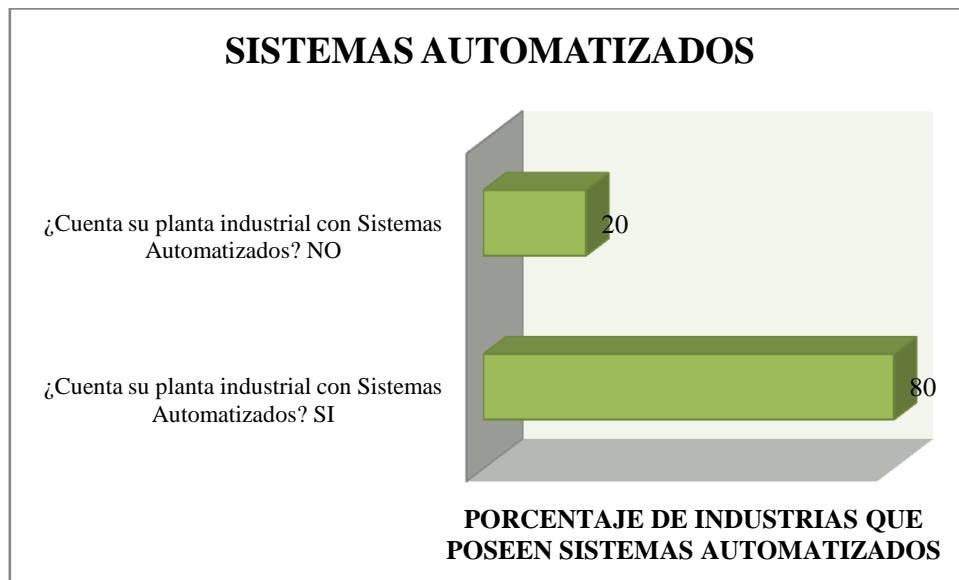 SISTEMAS AUTOMATIZADOS
¿Cuenta su planta industrial con Sistemas
Automatizados? NO
20
¿Cuenta su planta industrial con Sistemas
Automatizados? SI
80
PORCENTAJE DE INDUSTRIAS QUE
POSEEN SISTEMAS AUTOMATIZADOS